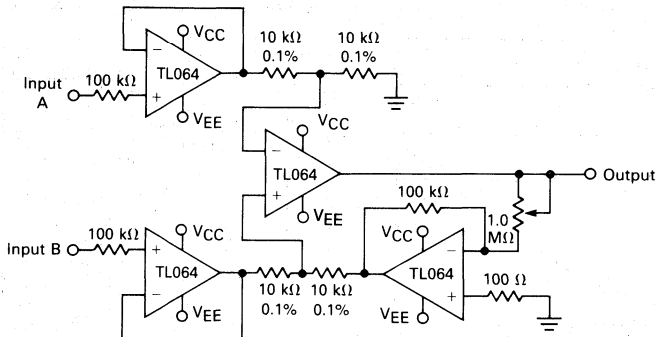 VCC
10 kΩ
0.1%
10 kΩ
0.1%
Input
A
100 kΩ
−
+
TL064
VEE
VCC
−
+
TL064
VEE
Output
100 kΩ
1.0
MΩ
Input B
100 kΩ
VCC
+
−
TL064
VEE
10 kΩ
0.1%
10 kΩ
0.1%
VCC
−
+
TL064
VEE
100 Ω